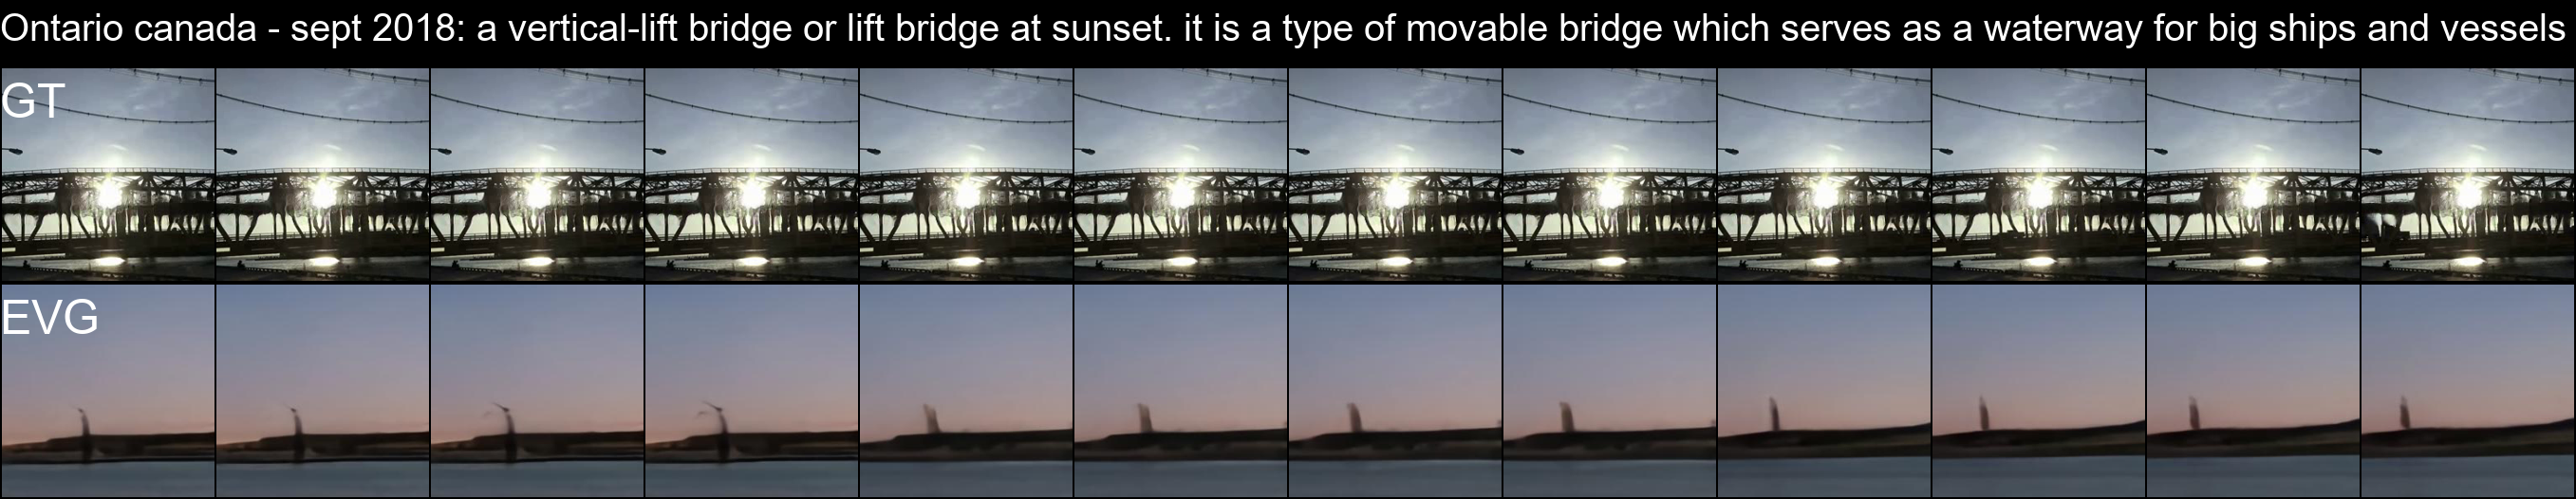 Ontario canada - sept 2018: a vertical-lift bridge or lift bridge at sunset. it is a type of movable bridge which serves as a waterway for big ships and vessels
GT
EVG